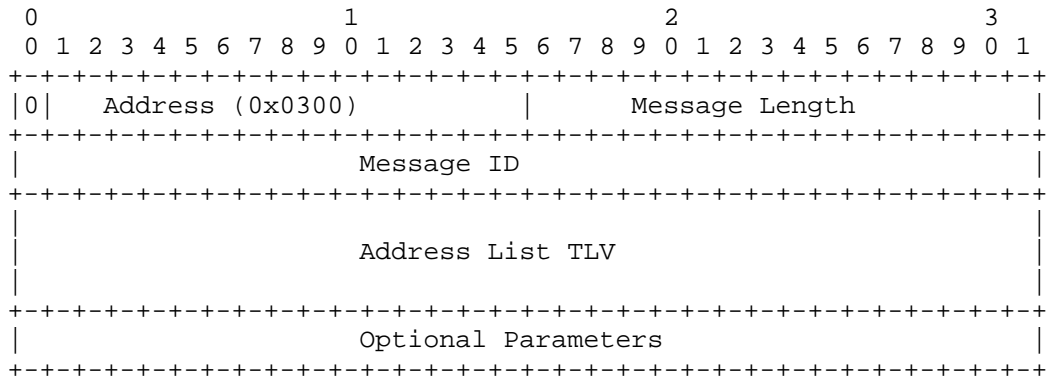 0                   1                   2                   3
 0 1 2 3 4 5 6 7 8 9 0 1 2 3 4 5 6 7 8 9 0 1 2 3 4 5 6 7 8 9 0 1
+-+-+-+-+-+-+-+-+-+-+-+-+-+-+-+-+-+-+-+-+-+-+-+-+-+-+-+-+-+-+-+-+
|0|   Address (0x0300)          |      Message Length           |
+-+-+-+-+-+-+-+-+-+-+-+-+-+-+-+-+-+-+-+-+-+-+-+-+-+-+-+-+-+-+-+-+
|                     Message ID                                |
+-+-+-+-+-+-+-+-+-+-+-+-+-+-+-+-+-+-+-+-+-+-+-+-+-+-+-+-+-+-+-+-+
|                                                               |
|                     Address List TLV                          |
|                                                               |
+-+-+-+-+-+-+-+-+-+-+-+-+-+-+-+-+-+-+-+-+-+-+-+-+-+-+-+-+-+-+-+-+
|                     Optional Parameters                       |
+-+-+-+-+-+-+-+-+-+-+-+-+-+-+-+-+-+-+-+-+-+-+-+-+-+-+-+-+-+-+-+-+